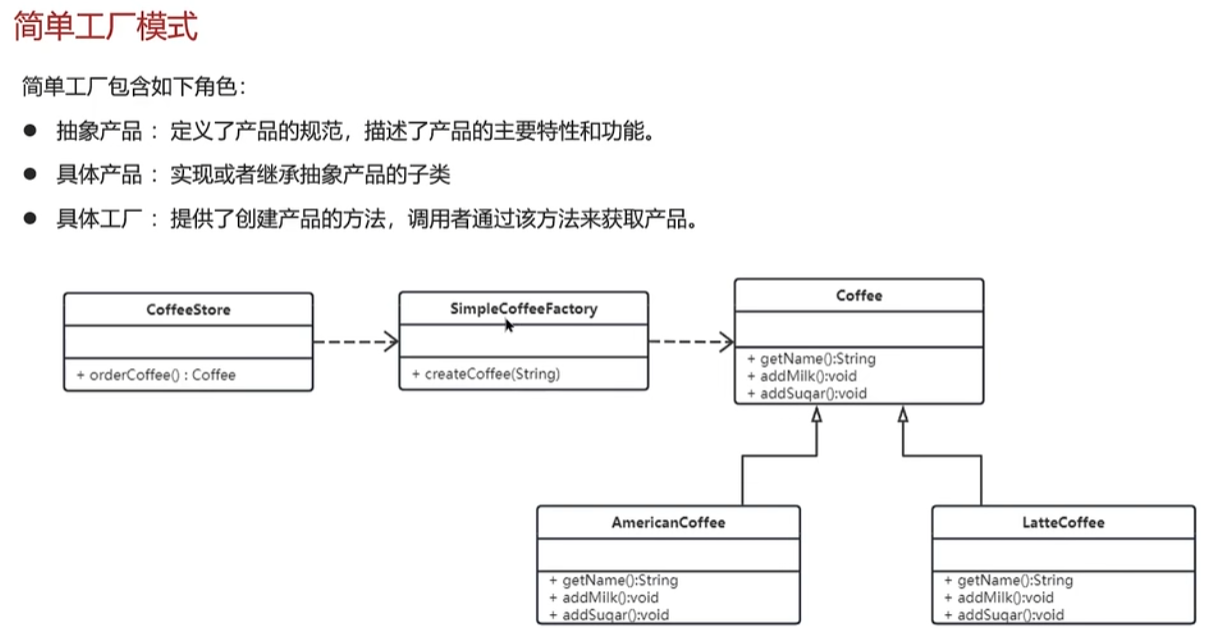 简单工厂模式
简单工厂包含如下角色：
● 抽象产品 ：定义了产品的规范，描述了产品的主要特性和功能。
● 具体产品 ：实现或者继承抽象产品的子类
● 具体工厂 ：提供了创建产品的方法，调用者通过该方法来获取产品。
CoffeeStore
+ orderCoffee() : Coffee
SimpleCoffeeFactory
+ createCoffee(String)
Coffee
+ getName():String
+ addMilk():void
+ addSugar():void
AmericanCoffee
+ getName():String
+ addMilk():void
+ addSugar():void
LatteCoffee
+ getName():String
+ addMilk():void
+ addSugar():void